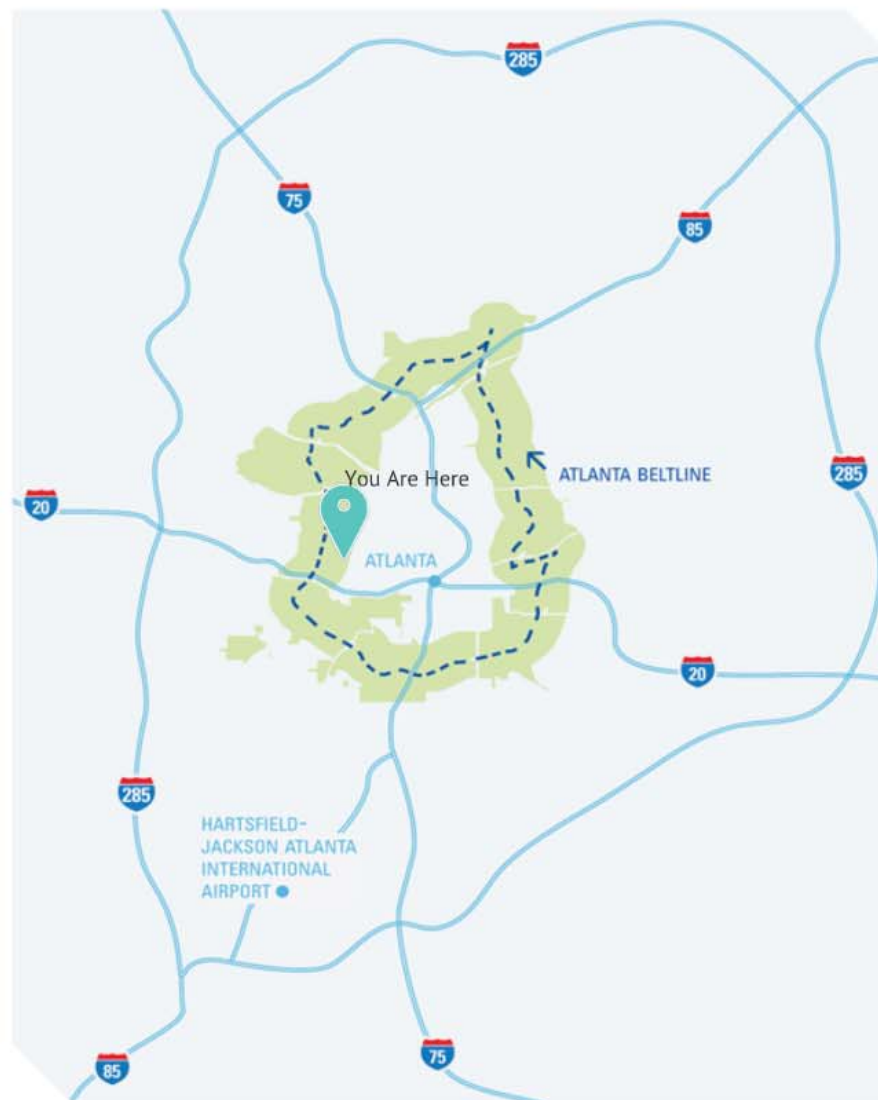 285
75
85
You Are Here
ATLANTA BELTLINE
285
20
ATLANTA
20
285
HARTSFIELD-
JACKSON ATLANTA
INTERNATIONAL
AIRPORT
75
85